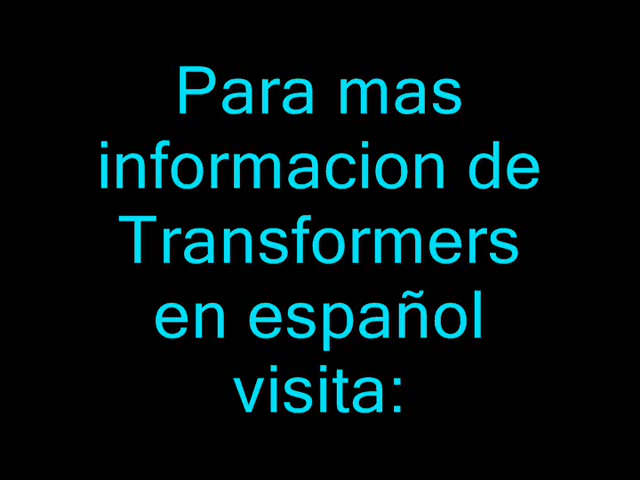 Para mas
informacion de
Transformers
en español
visita: